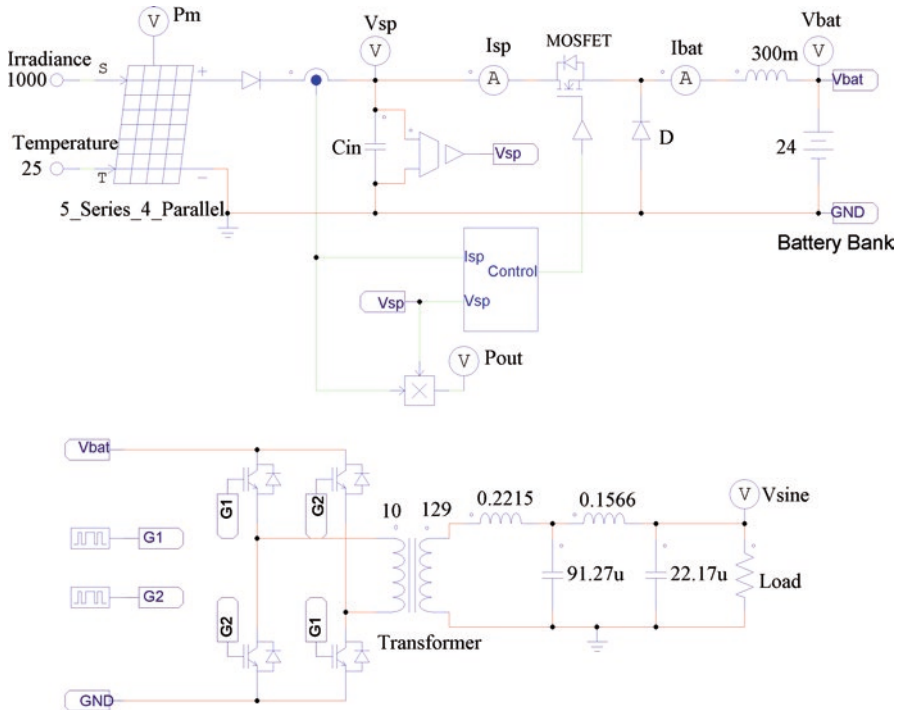 Pm
Vsp
V
V
Irradiance
1000
S
+
Isp
A
MOSFET
Ibat
A
300m
Vbat
V
Vbat
Temperature
25
T
−
Cin
Vsp
D
24
5_Series_4_Parallel
GND
Battery Bank
Isp
Control
Vsp
Vsp
V
Pout
×
Vbat
G1
G2
10
129
0.2215
0.1566
V
Vsine
G1
G2
G2
G1
91.27u
22.17u
Load
Transformer
GND